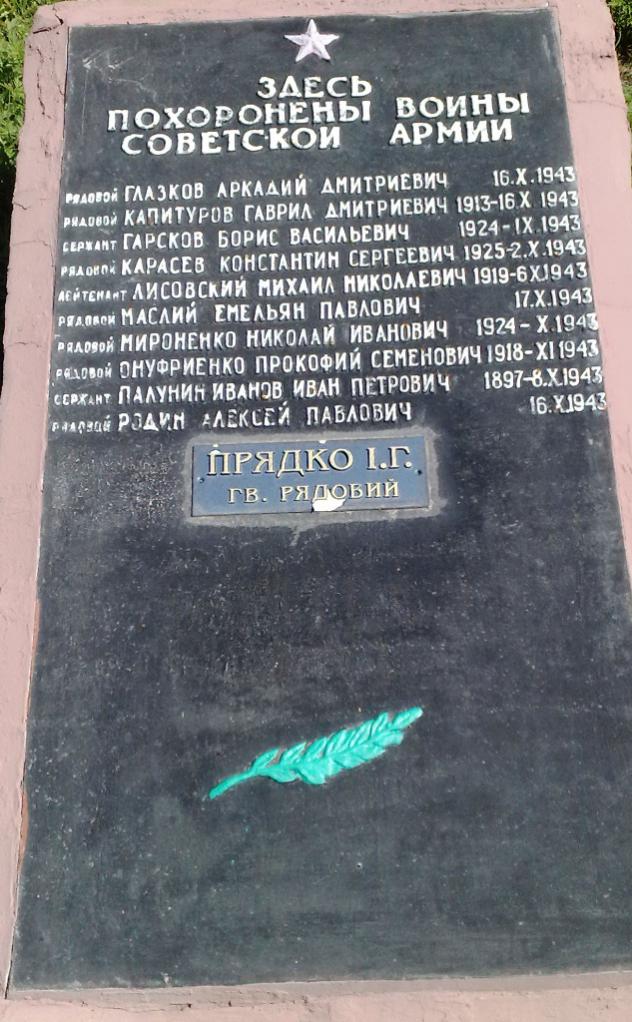 ЗДЕСЬ
ПОХОРОНЕНЫ ВОИНЫ
СОВЕТСКОЙ АРМИИ
РЯДОВОЙ ГЛАЗКОВ АРКАДИЙ ДМИТРИЕВИЧ 16.X.1943
РЯДОВОЙ КАПИТУРОВ ГАВРИЛ ДМИТРИЕВИЧ 1913-16.X 1943
СЕРЖАНТ ГАРСКОВ БОРИС ВАСИЛЬЕВИЧ 1924-IX.1943
РЯДОВОЙ КАРАСЕВ КОНСТАНТИН СЕРГЕЕВИЧ 1925-2.X.1943
ЛЕЙТЕНАНТ ЛИСОВСКИЙ МИХАИЛ НИКОЛАЕВИЧ 1919-6XI.1943
РЯДОВОЙ МАСЛИЙ ЕМЕЛЬЯН ПАВЛОВИЧ 17.X.1943
РЯДОВОЙ МИРОНЕНКО НИКОЛАЙ ИВАНОВИЧ 1924-X.1943
РЯДОВОЙ ОНУФРИЕНКО ПРОКОФИЙ СЕМЕНОВИЧ 1918-XI 1943
СЕРЖАНТ ПАЛУНИН ИВАНОВ ИВАН ПЕТРОВИЧ 1897-8.X.1943
РЯДОВОЙ РОДИН АЛЕКСЕЙ ПАВЛОВИЧ 16.X.1943
ПРЯДКО І.Г.
ГВ. РЯДОВИЙ